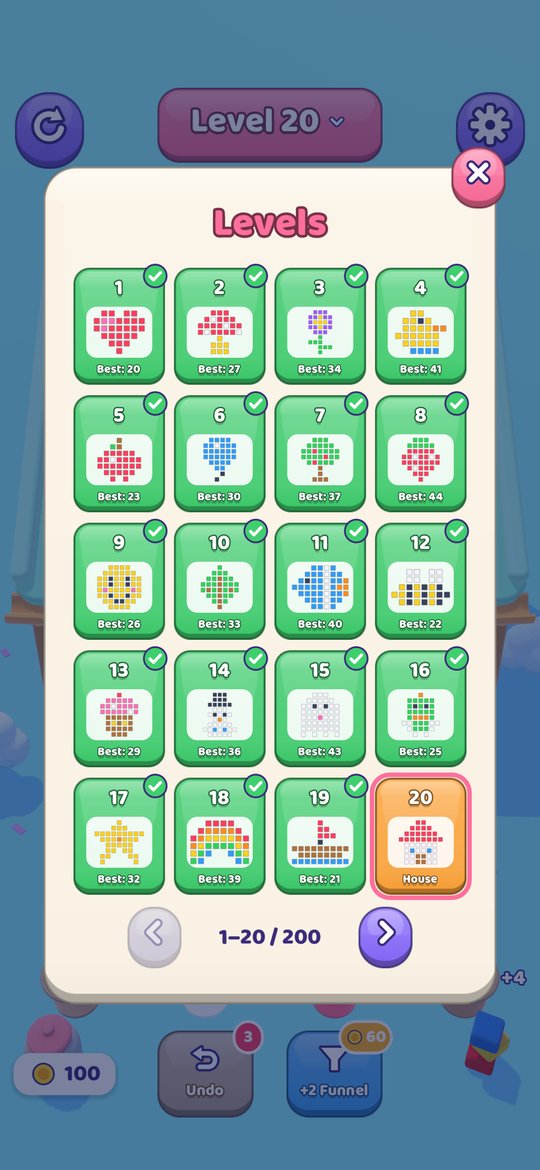 Level 20
Levels
1
2
3
4
Best: 20
Best: 27
Best: 34
Best: 41
5
6
7
8
Best: 23
Best: 30
Best: 37
Best: 44
9
10
11
12
Best: 26
Best: 33
Best: 40
Best: 22
13
14
15
16
Best: 29
Best: 36
Best: 43
Best: 25
17
18
19
20
Best: 32
Best: 39
Best: 21
House
1–20 / 200
+4
3
60
100
Undo
+2 Funnel